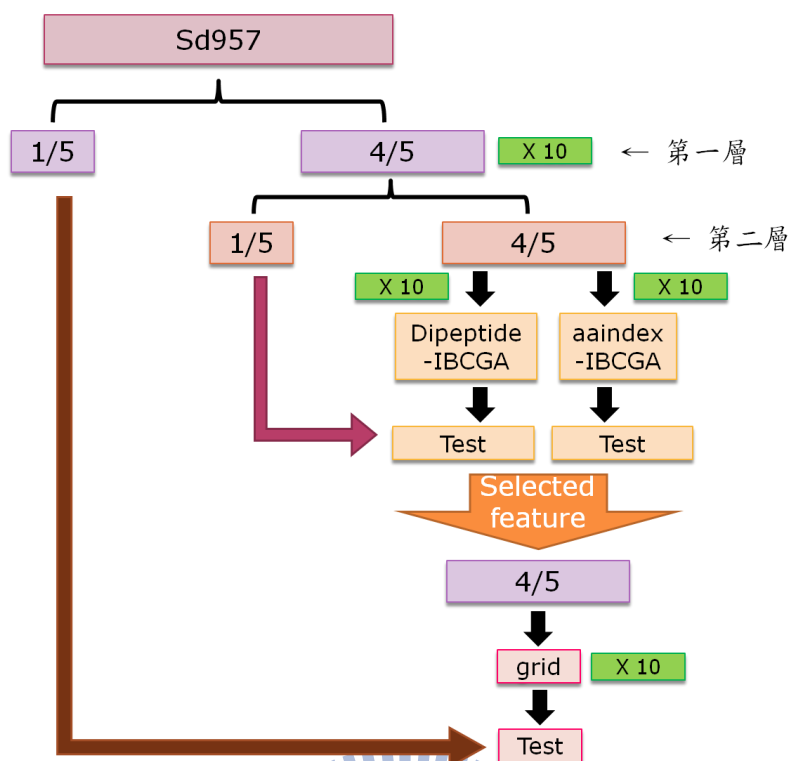 Sd957
1/5
4/5
X 10
← 第一層
1/5
4/5
← 第二層
X 10
X 10
Dipeptide
-IBCGA
aaindex
-IBCGA
Test
Test
Selected
feature
4/5
grid
X 10
Test